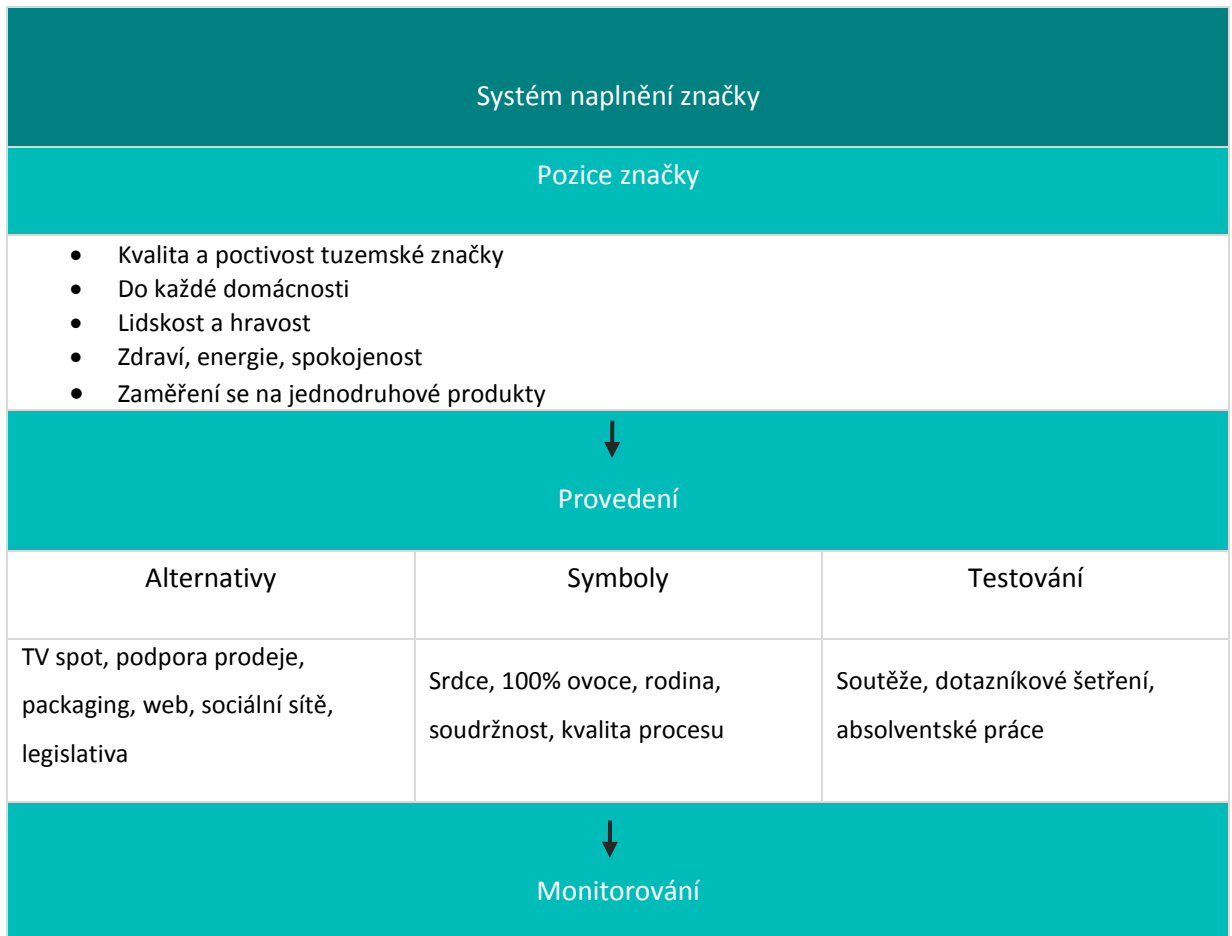 Systém naplnění značky
Pozice značky
• Kvalita a poctivost tuzemské značky
• Do každé domácnosti
• Lidskost a hravost
• Zdraví, energie, spokojenost
• Zaměření se na jednodruhové produkty
Provedení
Alternativy
Symboly
Testování
TV spot, podpora prodeje,
packaging, web, sociální sítě,
legislativa
Srdce, 100% ovoce, rodina,
soudržnost, kvalita procesu
Soutěže, dotazníkové šetření,
absolventské práce
Monitorování